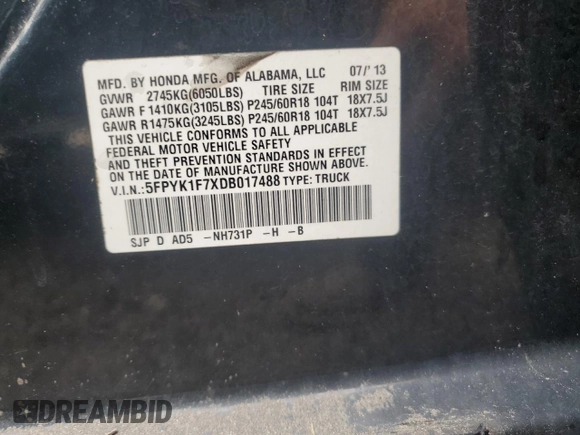 MFD. BY HONDA MFG. OF ALABAMA, LLC 07/'13
GVWR 2745KG(6050LBS) TIRE SIZE RIM SIZE
GAWR F 1410KG(3105LBS) P245/60R18 104T 18X7.5J
GAWR R1475KG(3245LBS) P245/60R18 104T 18X7.5J
THIS VEHICLE CONFORMS TO ALL APPLICABLE
FEDERAL MOTOR VEHICLE SAFETY
AND THEFT PREVENTION STANDARDS IN EFFECT
ON THE DATE OF MANUFACTURE SHOWN ABOVE.
V.I.N.:5FPYK1F7XDB017488 TYPE: TRUCK
SJP D AD5 -NH731P -H -B
DREAMBID